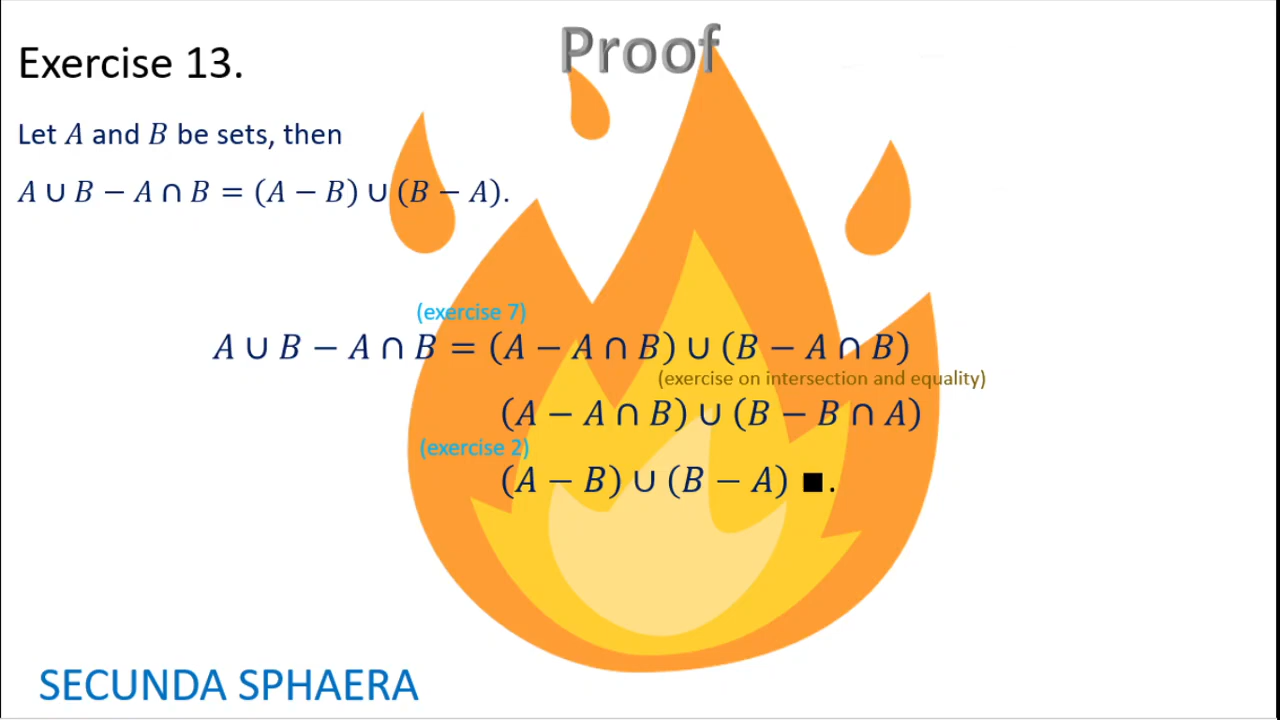 Proof
Exercise 13.
Let A and B be sets, then
A ∪ B − A ∩ B = (A − B) ∪ (B − A).
(exercise 7)
A ∪ B − A ∩ B = (A − A ∩ B) ∪ (B − A ∩ B)
(exercise on intersection and equality)
(A − A ∩ B) ∪ (B − B ∩ A)
(exercise 2)
(A − B) ∪ (B − A) ■.
SECUNDA SPHAERA